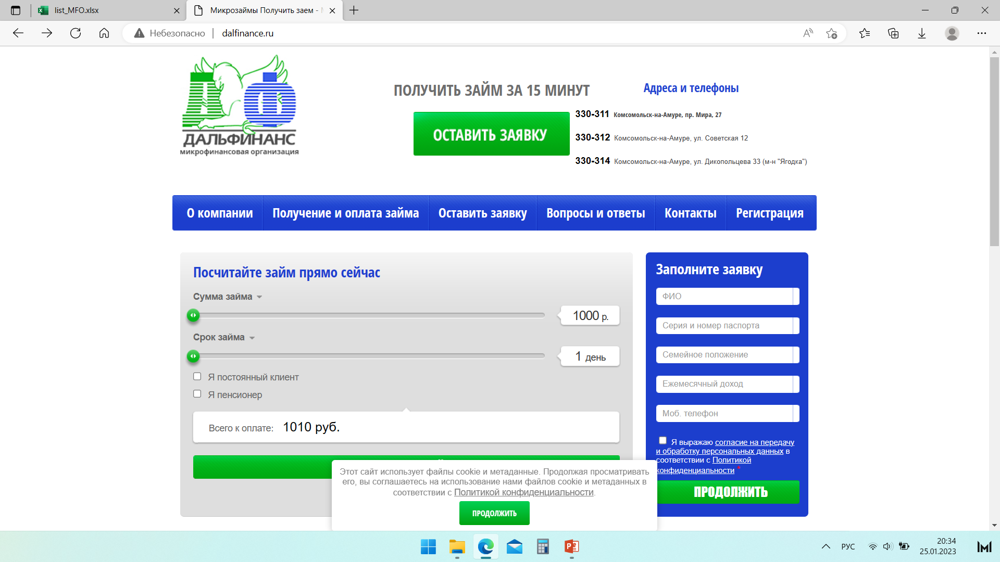 list_MFO.xlsx
Микрозаймы Получить заем -
Небезопасно
dalfinance.ru
ДФ
ДАЛЬФИНАНС
микрофинансовая организация
ПОЛУЧИТЬ ЗАЙМ ЗА 15 МИНУТ
ОСТАВИТЬ ЗАЯВКУ
Адреса и телефоны
330-311 Комсомольск-на-Амуре, пр. Мира, 27
330-312 Комсомольск-на-Амуре, ул. Советская 12
330-314 Комсомольск-на-Амуре, ул. Дикопольцева 33 (м-н "Ягодка")
О компании
Получение и оплата займа
Оставить заявку
Вопросы и ответы
Контакты
Регистрация
Посчитайте займ прямо сейчас
Сумма займа
1000 р.
Срок займа
1 день
Я постоянный клиент
Я пенсионер
Всего к оплате: 1010 руб.
Заполните заявку
ФИО
Серия и номер паспорта
Семейное положение
Ежемесячный доход
Моб. телефон
Я выражаю согласие на передачу
и обработку персональных данных в
соответствии с Политикой
конфиденциальности *
ПРОДОЛЖИТЬ
Этот сайт использует файлы cookie и метаданные. Продолжая просматривать
его, вы соглашаетесь на использование нами файлов cookie и метаданных в
соответствии с Политикой конфиденциальности.
ПРОДОЛЖИТЬ
РУС
20:34
25.01.2023